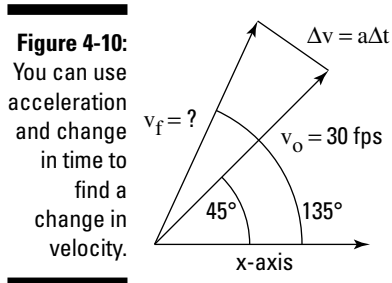 Figure 4-10:
You can use
acceleration
and change
in time to
find a
change in
velocity.
Δv = aΔt
v_f = ?
v_o = 30 fps
45°
135°
x-axis